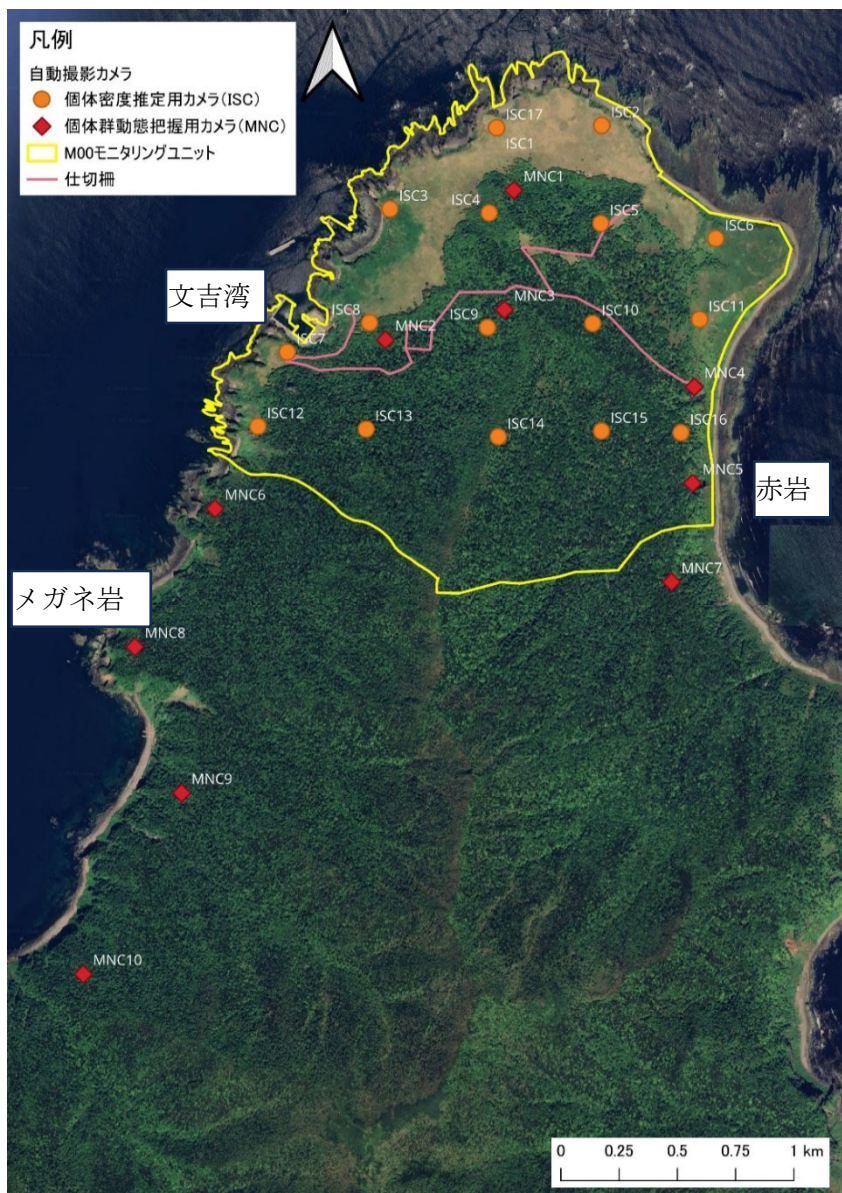 凡例
自動撮影カメラ
個体密度推定用カメラ(ISC)
個体群動態把握用カメラ(MNC)
M00モニタリングユニット
仕切柵
ISC17
ISC2
ISC1
MNC1
ISC3
ISC4
ISC5
ISC6
文吉湾
ISC8
MNC2
ISC9
MNC3
ISC10
ISC11
ISC7
MNC4
ISC12
ISC13
ISC14
ISC15
ISC16
MNC5
赤岩
MNC6
MNC7
メガネ岩
MNC8
MNC9
MNC10
0 0.25 0.5 0.75 1 km